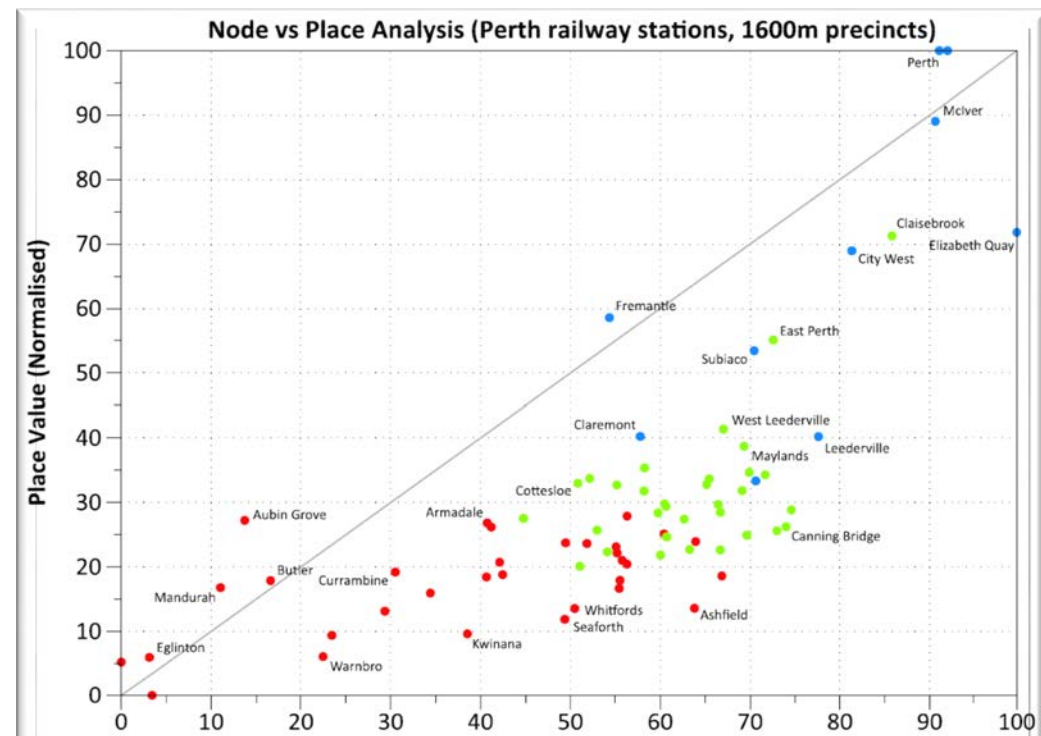 Node vs Place Analysis (Perth railway stations, 1600m precincts)
Place Value (Normalised)
100
90
80
70
60
50
40
30
20
10
0
Perth
McIver
Claisebrook
Elizabeth Quay
City West
Fremantle
East Perth
Subiaco
Claremont
West Leederville
Leederville
Maylands
Cottesloe
Aubin Grove
Armadale
Canning Bridge
Butler
Currambine
Mandurah
Whitfords
Ashfield
Seaforth
Kwinana
Eglinton
Warnbro
0 10 20 30 40 50 60 70 80 90 100